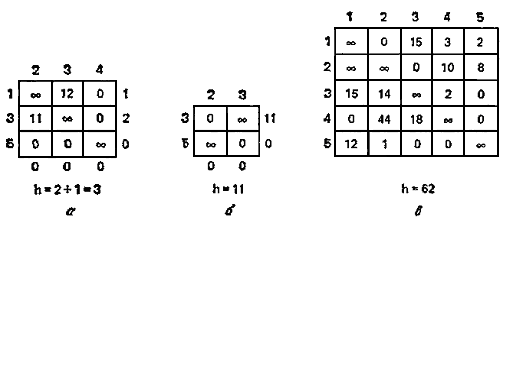 2 3 4
1 ∞ 12 0 1
3 11 ∞ 0 2
5 0 0 ∞ 0
0 0 0
h = 2 + 1 = 3
а
2 3
3 0 ∞ 11
5 ∞ 0 0
0 0
h = 11
б
1 2 3 4 5
1 ∞ 0 15 3 2
2 ∞ ∞ 0 10 8
3 15 14 ∞ 2 0
4 0 44 18 ∞ 0
5 12 1 0 0 ∞
h = 62
в